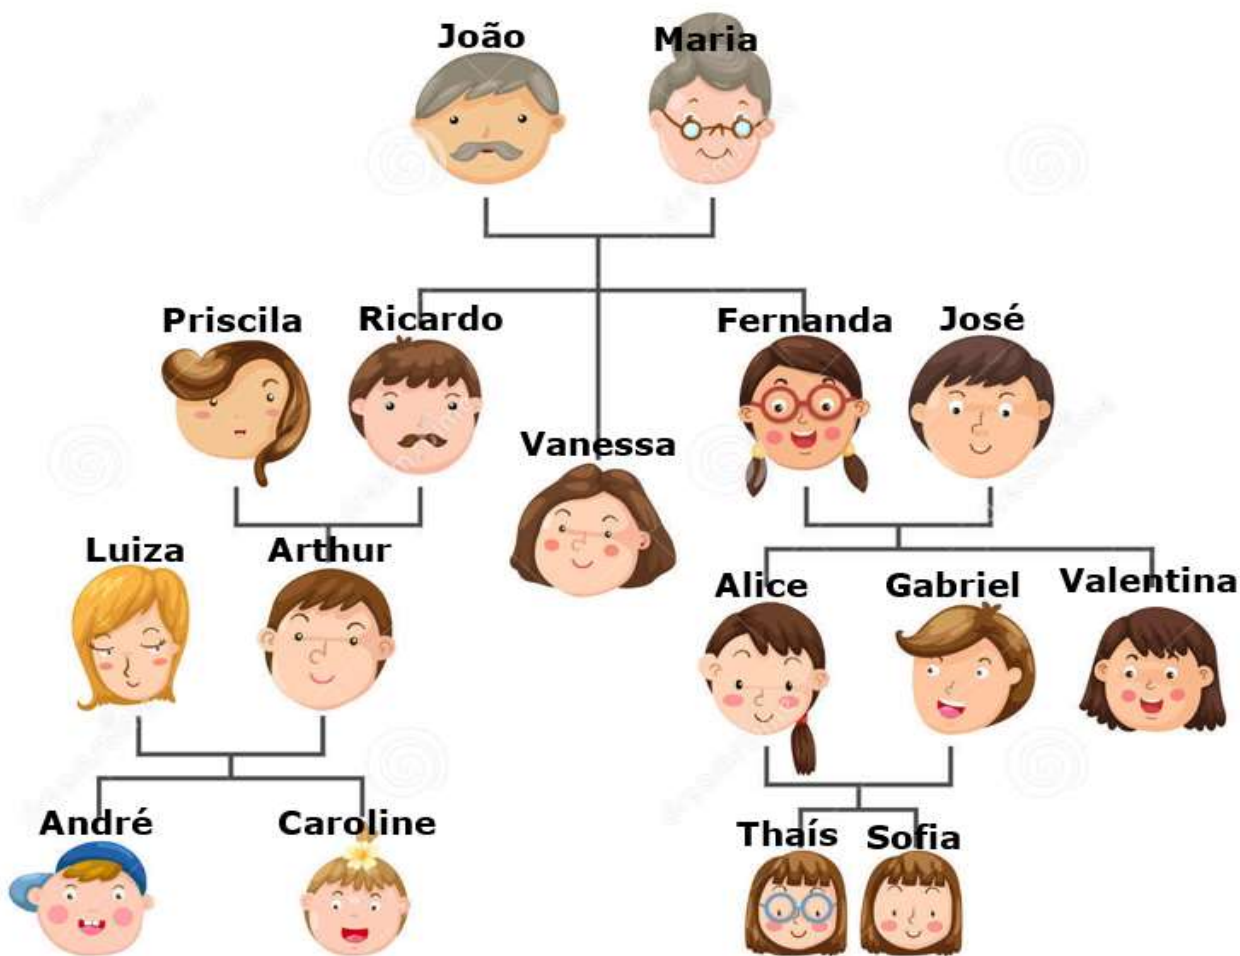 João
Maria
Priscila
Ricardo
Fernanda
José
Vanessa
Luiza
Arthur
Alice
Gabriel
Valentina
André
Caroline
Thaís
Sofia